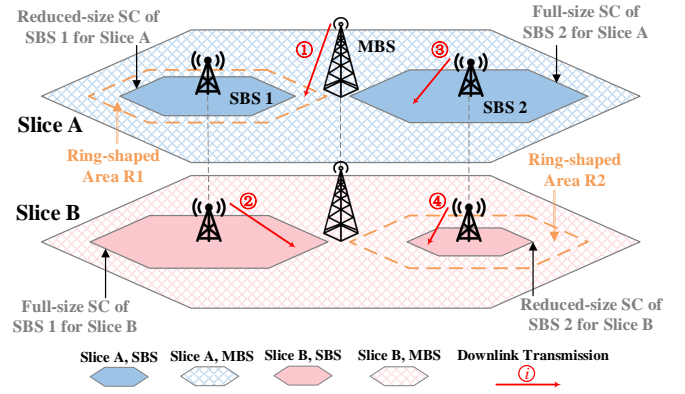 Reduced-size SC of
SBS 1 for Slice A
Full-size SC of
SBS 2 for Slice A
①
MBS
③
SBS 1
SBS 2
Slice A
Ring-shaped
Area R1
Ring-shaped
Area R2
Slice B
②
④
Full-size SC of
SBS 1 for Slice B
Reduced-size SC of
SBS 2 for Slice B
Slice A, SBS
Slice A, MBS
Slice B, SBS
Slice B, MBS
Downlink Transmission
i